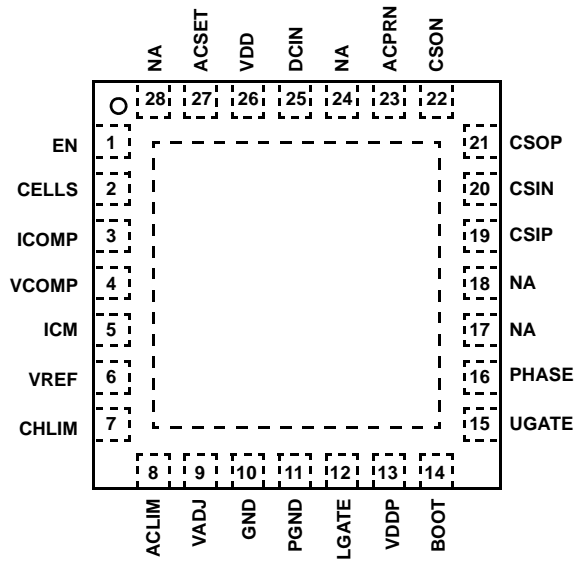 NA ACSET VDD DCIN NA ACPRN CSON
28 27 26 25 24 23 22
EN 1 21 CSOP
CELLS 2 20 CSIN
ICOMP 3 19 CSIP
VCOMP 4 18 NA
ICM 5 17 NA
VREF 6 16 PHASE
CHLIM 7 15 UGATE
8 9 10 11 12 13 14
ACLIM VADJ GND PGND LGATE VDDP BOOT